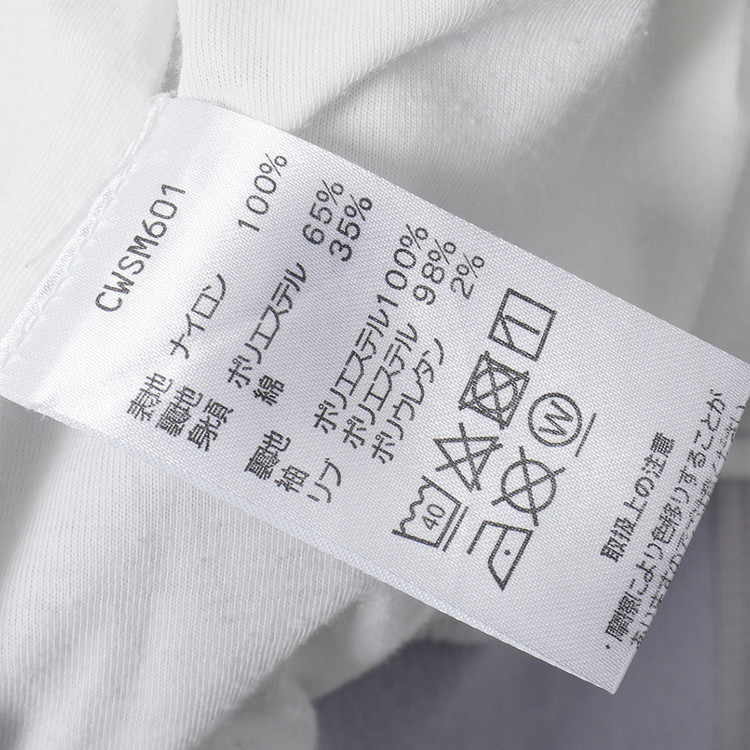 CWSM601
表地 ナイロン 100%
裏地
身頃 ポリエステル 65%
綿 35%
裏地
袖 ポリエステル100%
リブ ポリエステル 98%
ポリウレタン 2%
40
W
取扱上の注意
・摩擦により色移りすることが